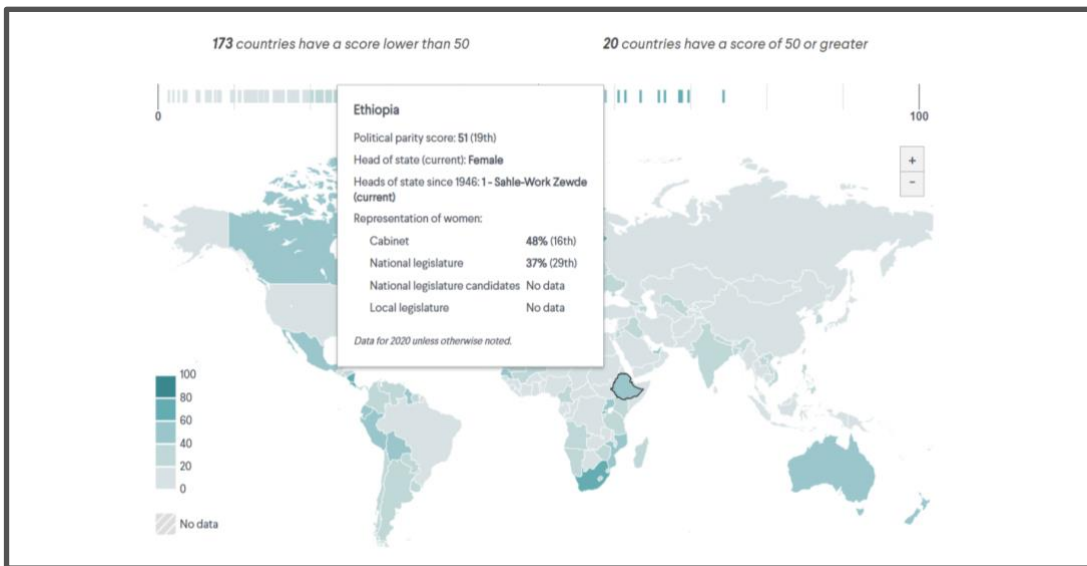 173 countries have a score lower than 50
20 countries have a score of 50 or greater
0
100
Ethiopia
Political parity score: 51 (19th)
Head of state (current): Female
Heads of state since 1946: 1 - Sahle-Work Zewde
(current)
Representation of women:
Cabinet 48% (16th)
National legislature 37% (29th)
National legislature candidates No data
Local legislature No data
Data for 2020 unless otherwise noted.
+
-
100
80
60
40
20
0
No data